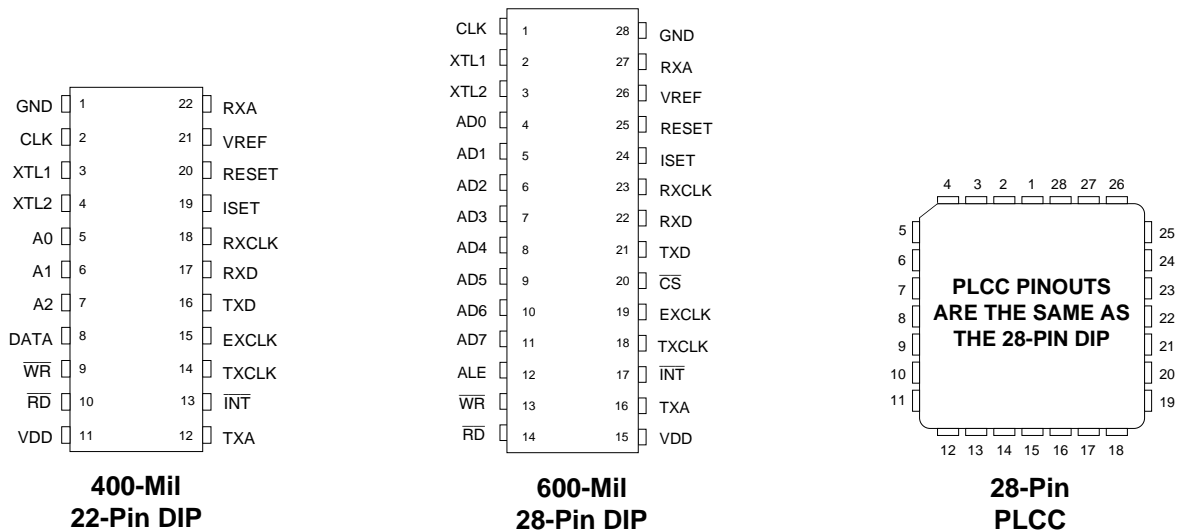 GND 1 22 RXA
CLK 2 21 VREF
XTL1 3 20 RESET
XTL2 4 19 ISET
A0 5 18 RXCLK
A1 6 17 RXD
A2 7 16 TXD
DATA 8 15 EXCLK
WR 9 14 TXCLK
RD 10 13 INT
VDD 11 12 TXA
400-Mil
22-Pin DIP
CLK 1 28 GND
XTL1 2 27 RXA
XTL2 3 26 VREF
AD0 4 25 RESET
AD1 5 24 ISET
AD2 6 23 RXCLK
AD3 7 22 RXD
AD4 8 21 TXD
AD5 9 20 CS
AD6 10 19 EXCLK
AD7 11 18 TXCLK
ALE 12 17 INT
WR 13 16 TXA
RD 14 15 VDD
600-Mil
28-Pin DIP
4 3 2 1 28 27 26
5 25
6 24
7 23
8 22
9 21
10 20
11 19
PLCC PINOUTS
ARE THE SAME AS
THE 28-PIN DIP
12 13 14 15 16 17 18
28-Pin
PLCC